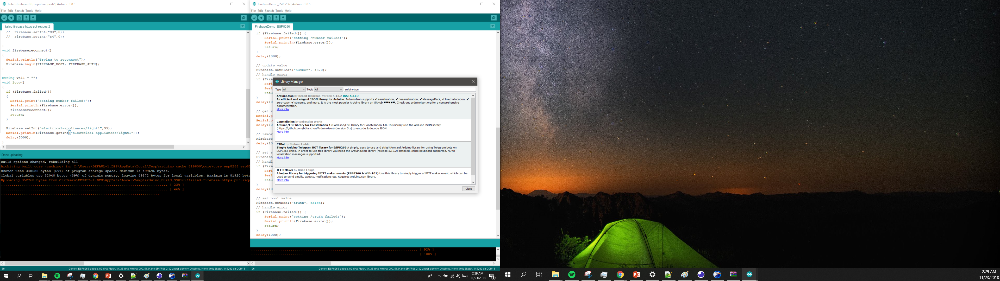 failed-firebase-https-put-request2 | Arduino 1.8.5
File Edit Sketch Tools Help
failed-firebase-https-put-request2
//  Firebase.setInt("S3",0);
//  Firebase.setInt("S4",0);
}
void firebasereconnect()
{
Serial.println("Trying to reconnect");
Firebase.begin(FIREBASE_HOST, FIREBASE_AUTH);
}
String val1 = "";
void loop()
{
if (Firebase.failed())
{
Serial.print("setting number failed:");
Serial.println(Firebase.error());
firebasereconnect();
return;
}
Firebase.setInt("electrical-appliances/light1",99);
Serial.println(Firebase.getInt("electrical-appliances/light1"));
delay(3000);
}
Done uploading.
Build options changed, rebuilding all
Archiving built core (caching) in: C:\Users\DEFAUL~1.DES\AppData\Local\Temp\arduino_cache_819600\core\core_esp8266_esp82
Sketch uses 348628 bytes (69%) of program storage space. Maximum is 499696 bytes.
Global variables use 32048 bytes (39%) of dynamic memory, leaving 49872 bytes for local variables. Maximum is 81920 byte
Uploading 352768 bytes from C:\Users\DEFAUL~1.DES\AppData\Local\Temp\arduino_build_990169/failed-firebase-https-put-requ
[ 23% ]
[ 46% ]
50
Generic ESP8266 Module, 80 MHz, Flash, ck, 26 MHz, 40MHz, QIO, 512K (no SPIFFS), 2, v2 Lower Memory, Disabled, None, Only Sketch, 115200 on COM13
FirebaseDemo_ESP8266 | Arduino 1.8.5
File Edit Sketch Tools Help
FirebaseDemo_ESP8266
if (Firebase.failed()) {
Serial.print("setting /number failed:");
Serial.println(Firebase.error());
return;
}
delay(1000);
// update value
Firebase.setFloat("number", 43.0);
// handle error
if (Fire
Seri
Seri
retu
}
delay(10
// get v
Serial.p
Serial.p
delay(10
// remov
Firebase
delay(10
// set s
Firebase
// handl
if (Fire
Seri
Seri
retu
}
delay(10
// set bool value
Firebase.setBool("truth", false);
// handle error
if (Firebase.failed()) {
Serial.print("setting /truth failed:");
Serial.println(Firebase.error());
return;
}
delay(1000);
[ 92% ]
[ 100% ]
26
Generic ESP8266 Module, 80 MHz, Flash, ck, 26 MHz, 40MHz, QIO, 512K (no SPIFFS), 2, v2 Lower Memory, Disabled, None, Only Sketch, 115200 on COM13
Library Manager
Type All Topic All arduinojson
ArduinoJson by Benoît Blanchon Version 5.13.2 INSTALLED
An efficient and elegant JSON library for Arduino. ArduinoJson supports ✔ serialization, ✔ deserialization, ✔ MessagePack, ✔ fixed allocation, ✔
zero-copy, ✔ streams, and more. It is the most popular Arduino library on GitHub ❤❤❤❤❤. Check out arduinojson.org for a comprehensive
documentation.
More info
Constellation by Sebastien Warin
Arduino/ESP library for Constellation 1.8 Arduino/ESP library for Constellation 1.8. This library use the Arduino JSON library
(https://github.com/bblanchon/ArduinoJson) (version 5.x) to encode & decode JSON.
More info
CTBot by Stefano Ledda
Simple Arduino Telegram BOT library for ESP8266 A simple, easy to use and strightforward Arduino library for using Telegram bots on
ESP8266 chips. In order to use this library you need the ArduinoJson library (release 5.13.2) installed. Inline keyboard supported. NEW:
localization messages supported.
More info
IFTTTMaker by Brian Lough
A helper library for triggering IFTTT maker events (ESP8266 & Wifi-101) Use this library to simply trigger a IFTTT maker event, which can be
used to send emails, tweets, notifications etc. Requires ArduinoJson library.
More info
Close
2:29 AM
11/23/2018
2:29 AM
11/23/2018